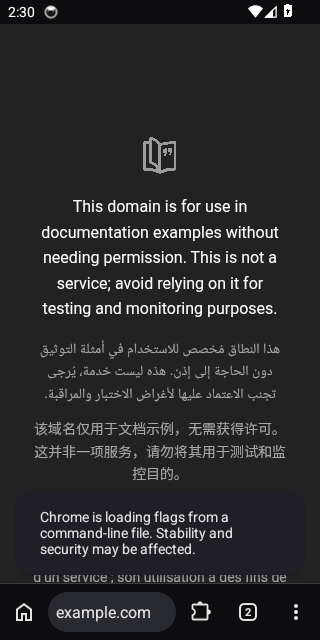 2:30
This domain is for use in
documentation examples without
needing permission. This is not a
service; avoid relying on it for
testing and monitoring purposes.
هذا النطاق مُخصص للاستخدام في أمثلة التوثيق
دون الحاجة إلى إذن. هذه ليست خدمة، يُرجى
تجنب الاعتماد عليها لأغراض الاختبار والمراقبة.
该域名仅用于文档示例，无需获得许可。
这并非一项服务，请勿将其用于测试和监
控目的。
Chrome is loading flags from a
command-line file. Stability and
security may be affected.
d'un service ; son utilisation à des fins de
example.com
2